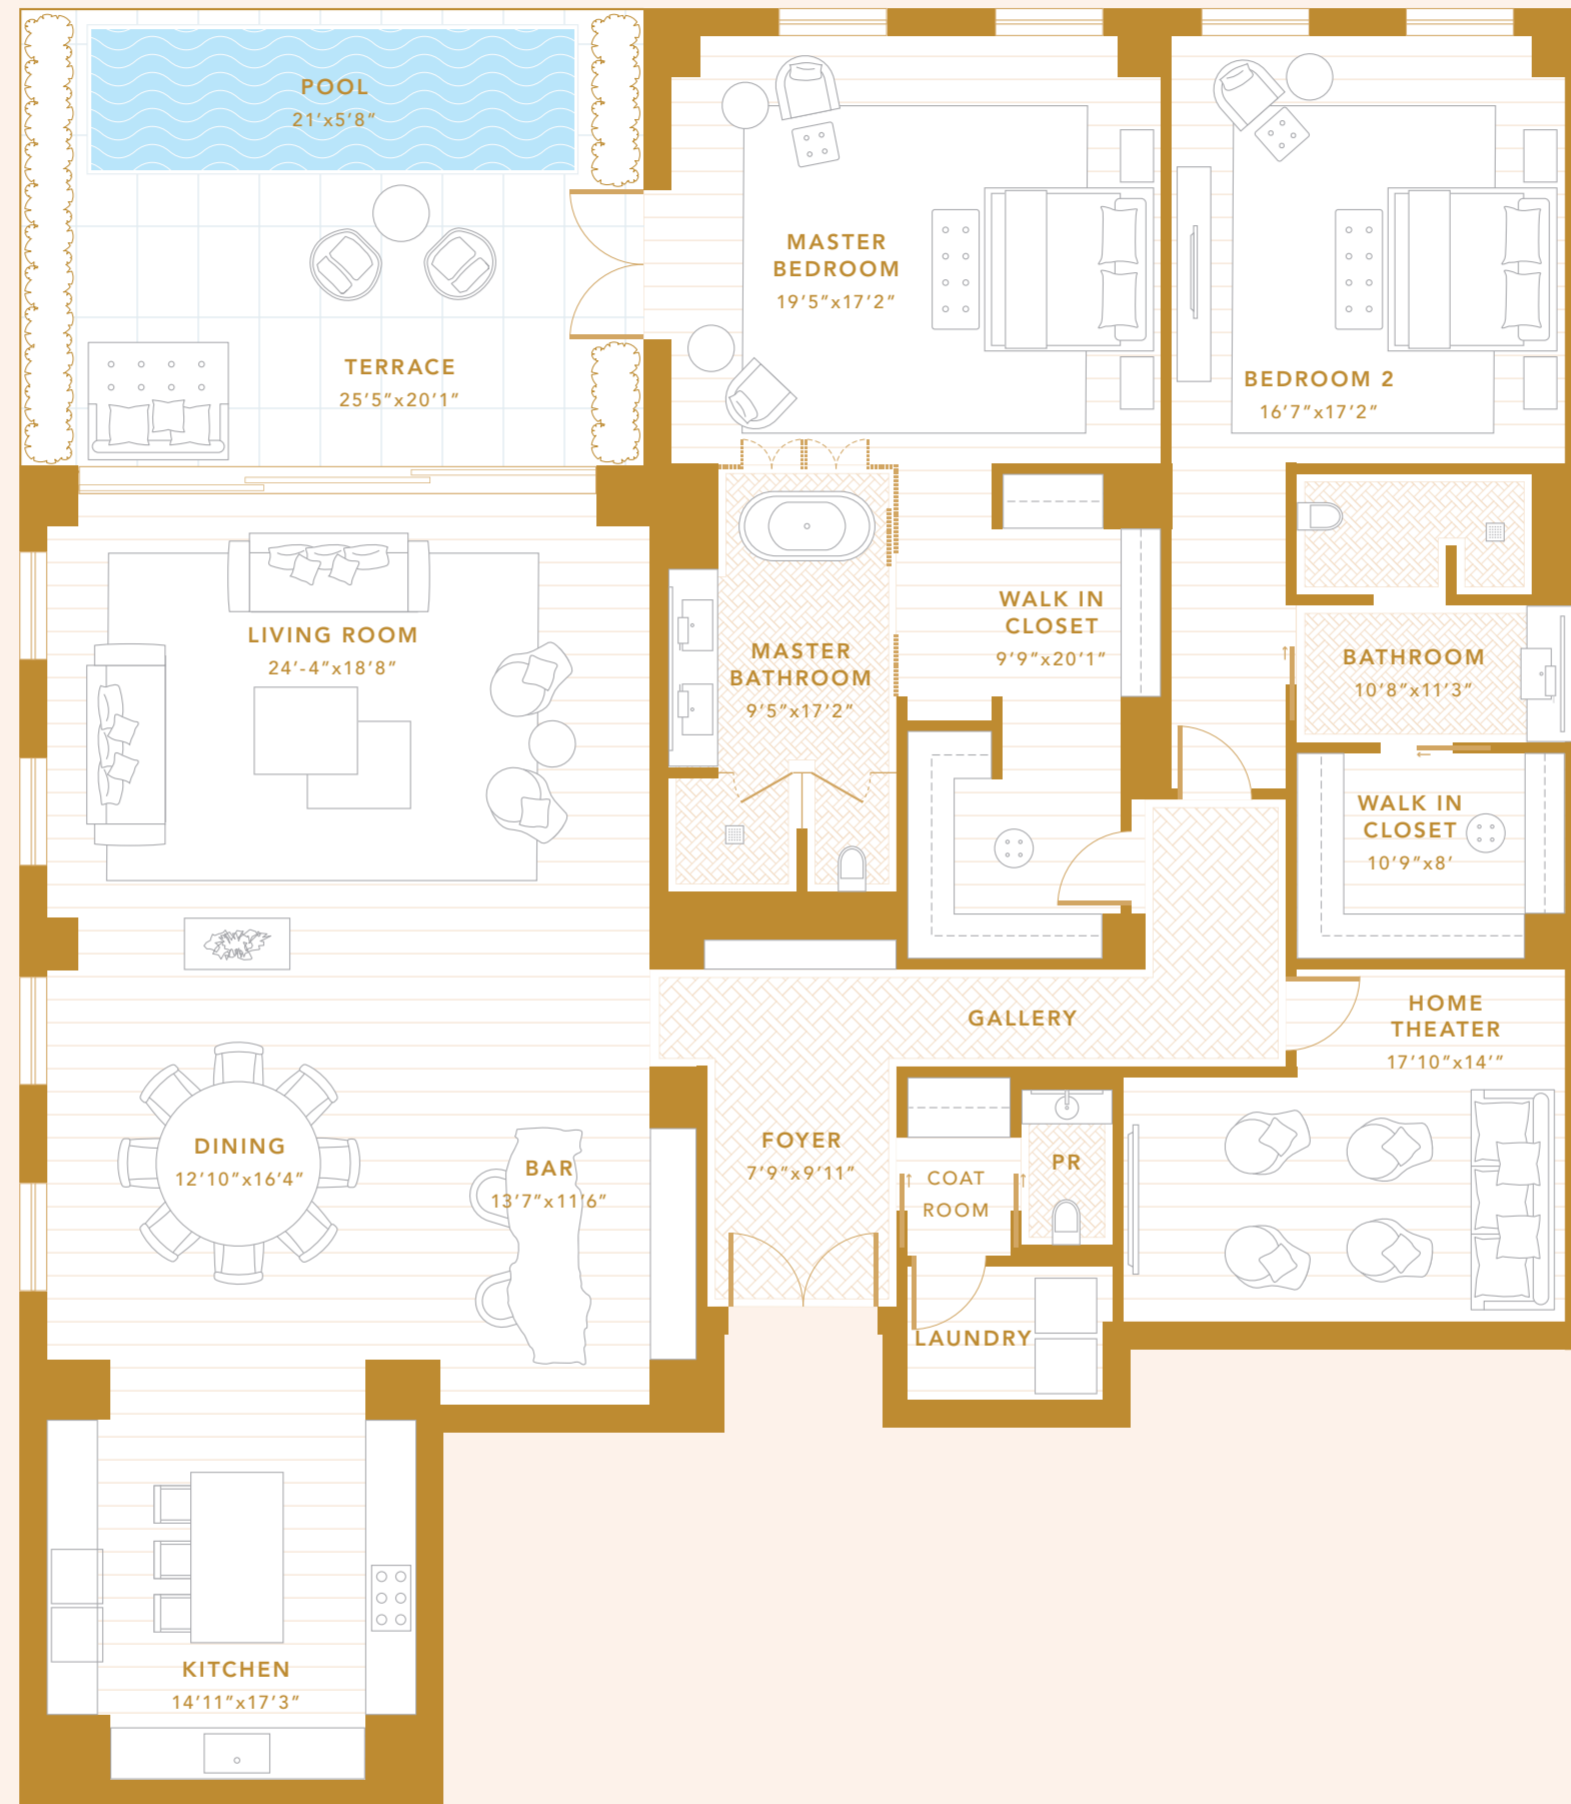 POOL
21'x5'8"
MASTER
BEDROOM
19'5"x17'2"
TERRACE
25'5"x20'1"
BEDROOM 2
16'7"x17'2"
LIVING ROOM
24'-4"x18'8"
MASTER
BATHROOM
9'5"x17'2"
WALK IN
CLOSET
9'9"x20'1"
BATHROOM
10'8"x11'3"
WALK IN
CLOSET
10'9"x8'
GALLERY
HOME
THEATER
17'10"x14'"
DINING
12'10"x16'4"
BAR
13'7"x11'6"
FOYER
7'9"x9'11"
COAT
ROOM
PR
LAUNDRY
KITCHEN
14'11"x17'3"